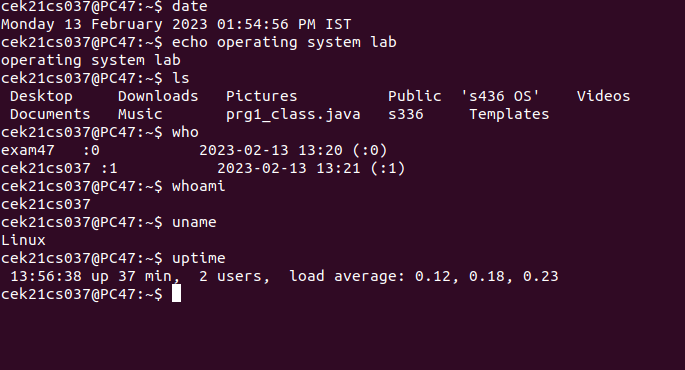 cek21cs037@PC47:~$ date
Monday 13 February 2023 01:54:56 PM IST
cek21cs037@PC47:~$ echo operating system lab
operating system lab
cek21cs037@PC47:~$ ls
 Desktop     Downloads   Pictures          Public  's436 OS'    Videos
 Documents   Music       prg1_class.java   s336     Templates
cek21cs037@PC47:~$ who
exam47   :0           2023-02-13 13:20 (:0)
cek21cs037 :1           2023-02-13 13:21 (:1)
cek21cs037@PC47:~$ whoami
cek21cs037
cek21cs037@PC47:~$ uname
Linux
cek21cs037@PC47:~$ uptime
 13:56:38 up 37 min,  2 users,  load average: 0.12, 0.18, 0.23
cek21cs037@PC47:~$